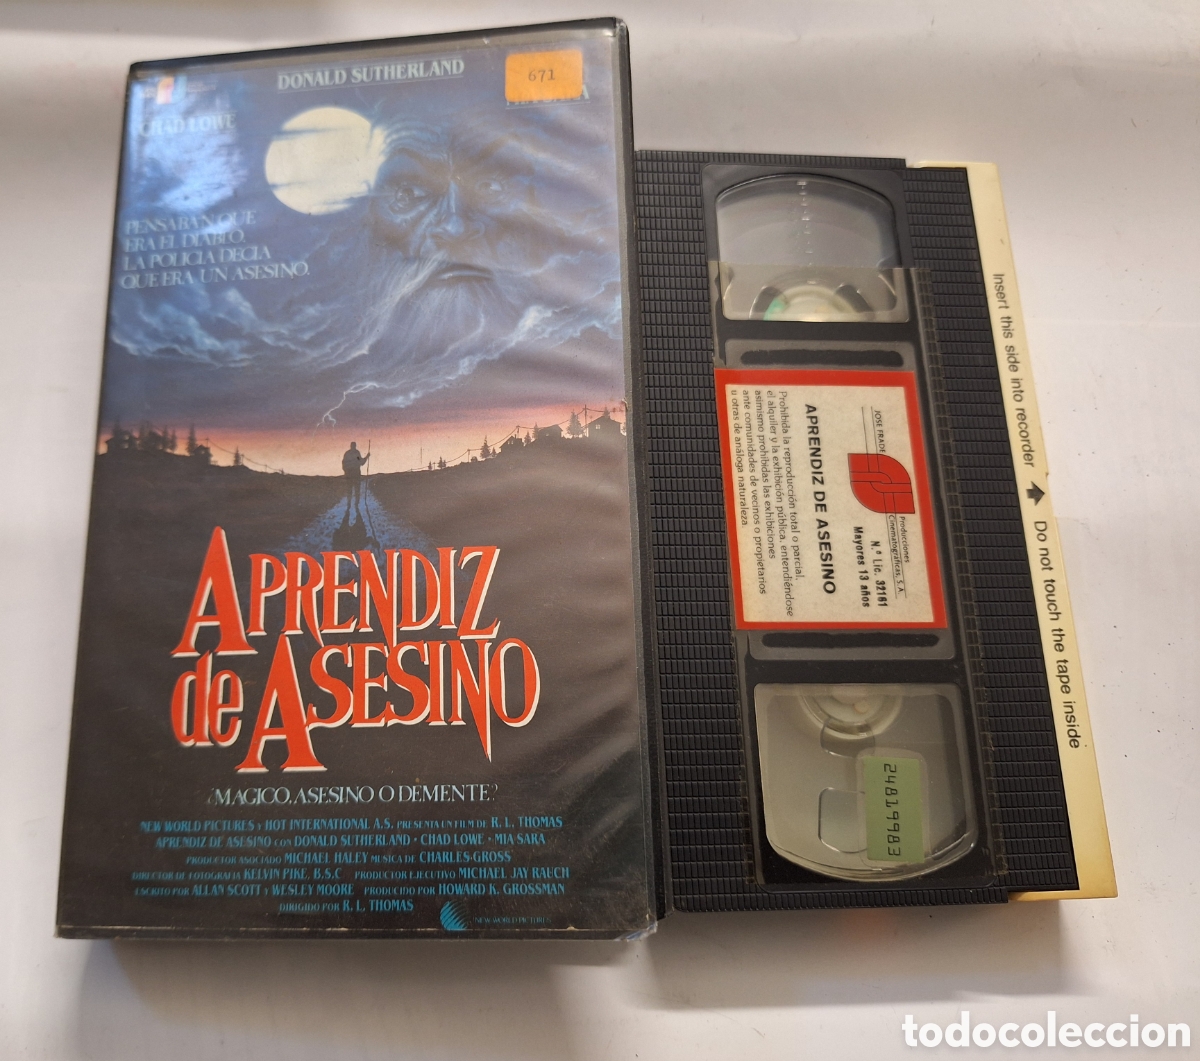 DONALD SUTHERLAND
671
CHAD LOWE
PENSABAN QUE
ERA EL DIABLO.
LA POLICIA DECIA
QUE ERA UN ASESINO.
APRENDIZ
de ASESINO
¿MAGICO, ASESINO O DEMENTE?
NEW WORLD PICTURES Y HOT INTERNATIONAL A.S. PRESENTA UN FILM DE R. L. THOMAS
APRENDIZ DE ASESINO CON DONALD SUTHERLAND · CHAD LOWE · MIA SARA
PRODUCTOR ASOCIADO MICHAEL HALEY MUSICA DE CHARLES GROSS
DIRECTOR DE FOTOGRAFIA KELVIN PIKE, B.S.C PRODUCTOR EJECUTIVO MICHAEL JAY RAUCH
ESCRITO POR ALLAN SCOTT Y WESLEY MOORE PRODUCIDO POR HOWARD K. GROSSMAN
DIRIGIDO POR R. L. THOMAS
NEW WORLD PICTURES
JOSE FRADE
Producciones
Cinematográficas, S.A.
N.º Lic. 32161
Mayores 13 años
APRENDIZ DE ASESINO
Prohibida la reproducción total o parcial,
el alquiler y la exhibición pública, entendiéndose
asimismo prohibidas las exhibiciones
ante comunidades de vecinos o propietarios
u otras de análoga naturaleza.
24819983
Insert this side into recorder
Do not touch the tape inside
todocoleccion